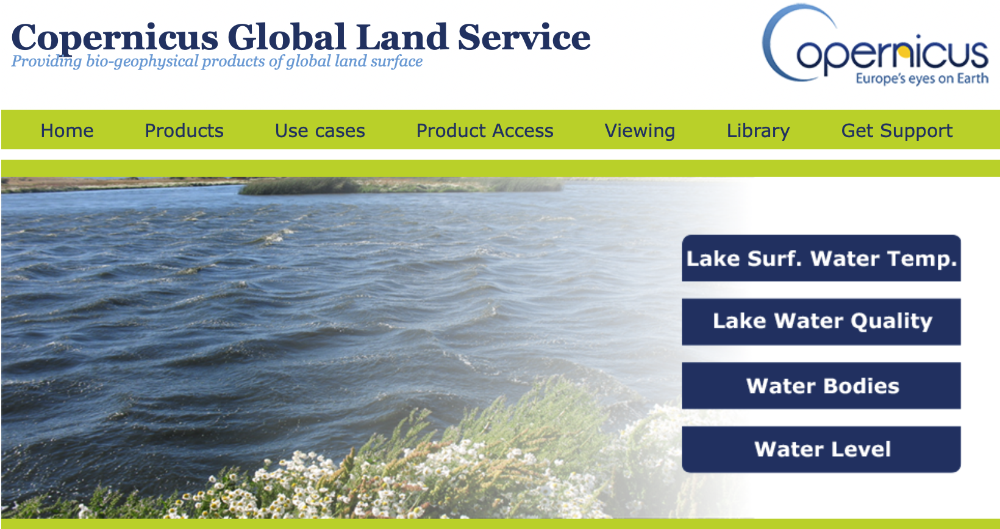 Copernicus Global Land Service
Providing bio-geophysical products of global land surface
Copernicus
Europe's eyes on Earth
Home Products Use cases Product Access Viewing Library Get Support
Lake Surf. Water Temp.
Lake Water Quality
Water Bodies
Water Level